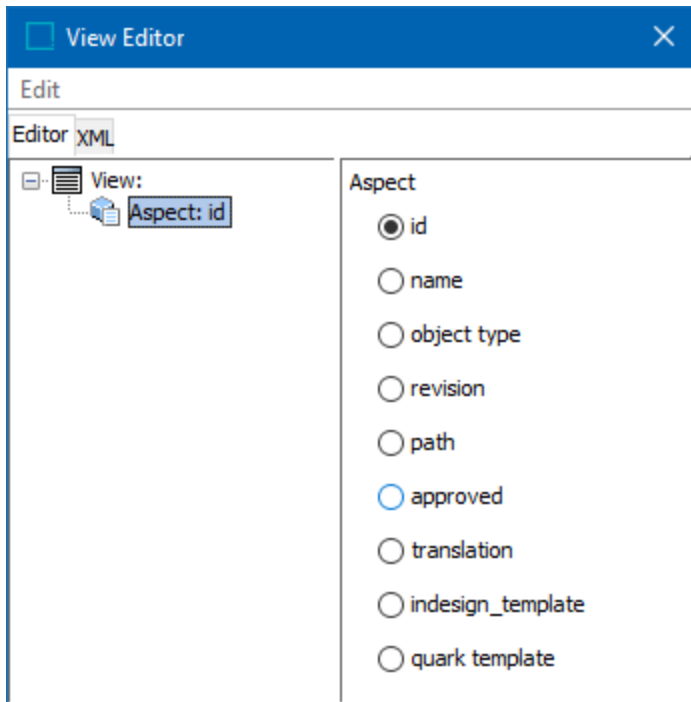 View Editor
Edit
Editor XML
View:
Aspect: id
Aspect
id
name
object type
revision
path
approved
translation
indesign_template
quark template